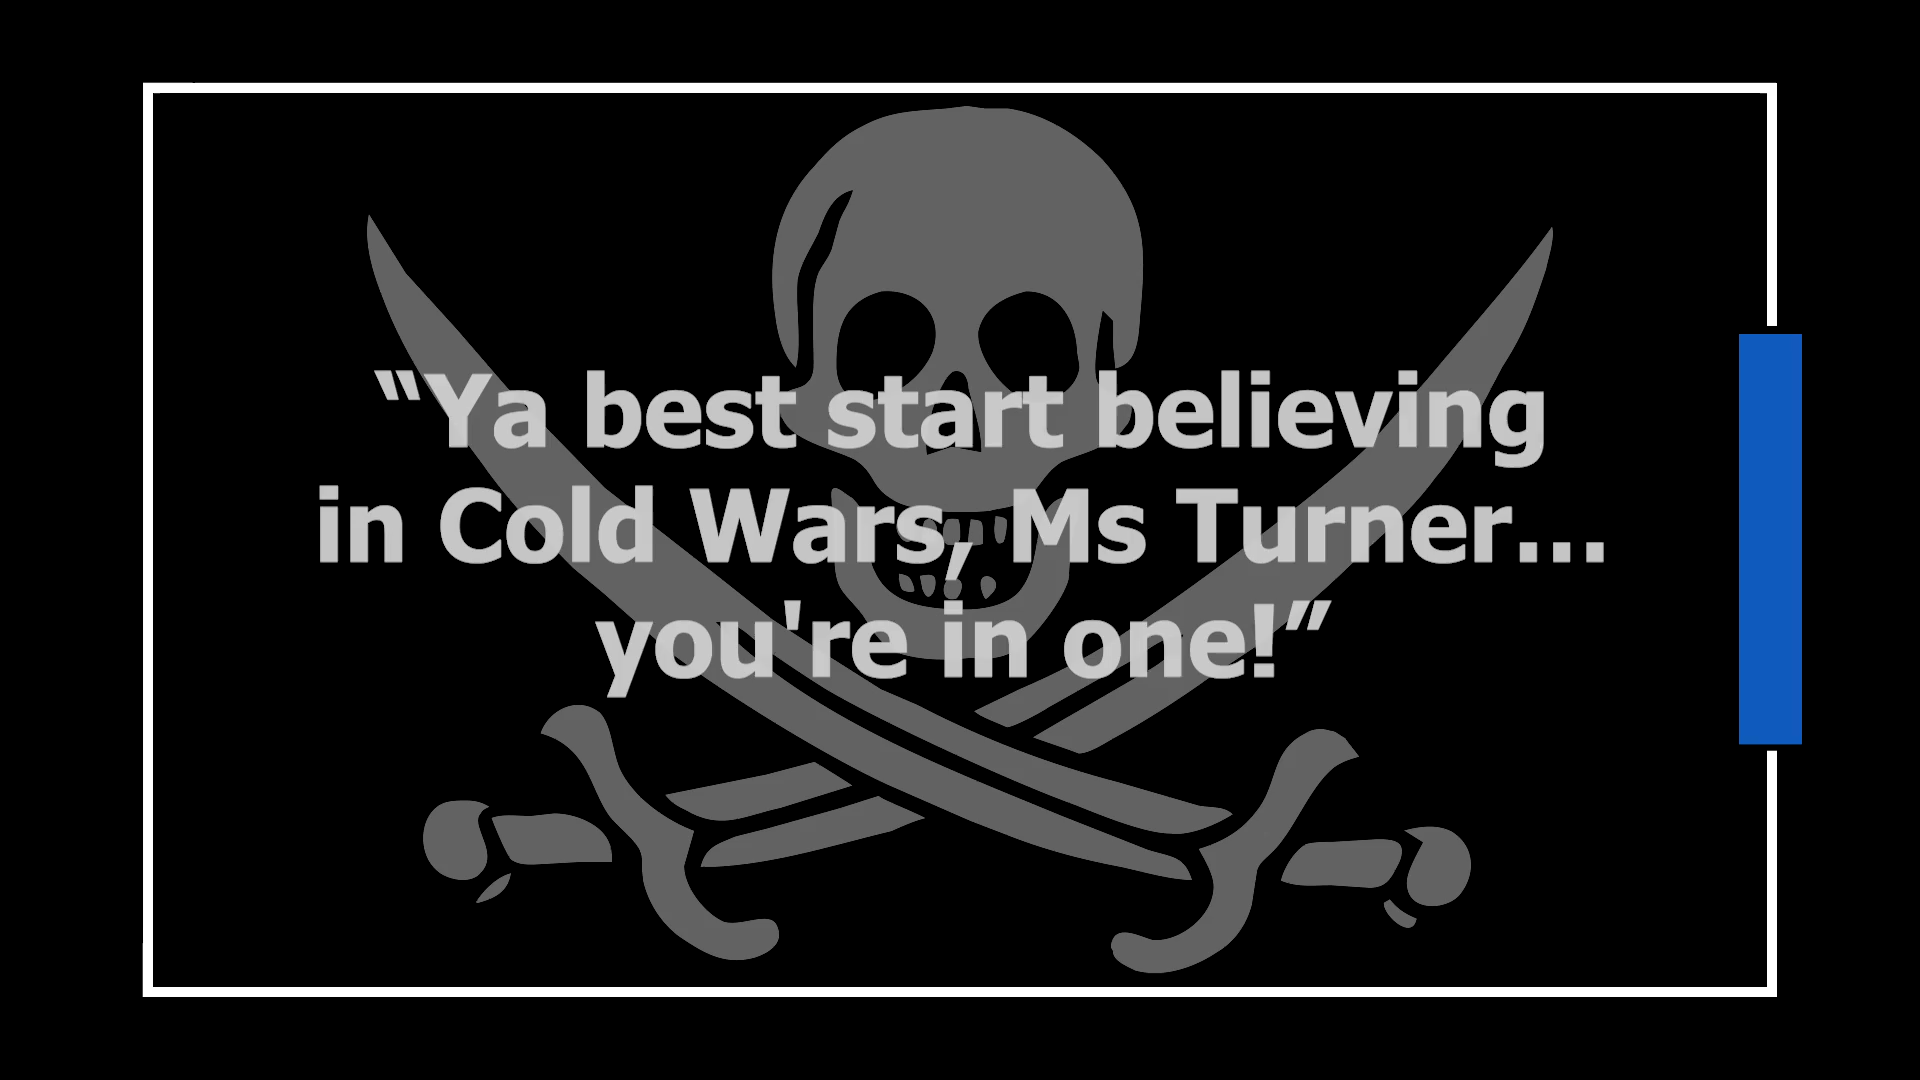 “Ya best start believing
in Cold Wars, Ms Turner...
you're in one!”